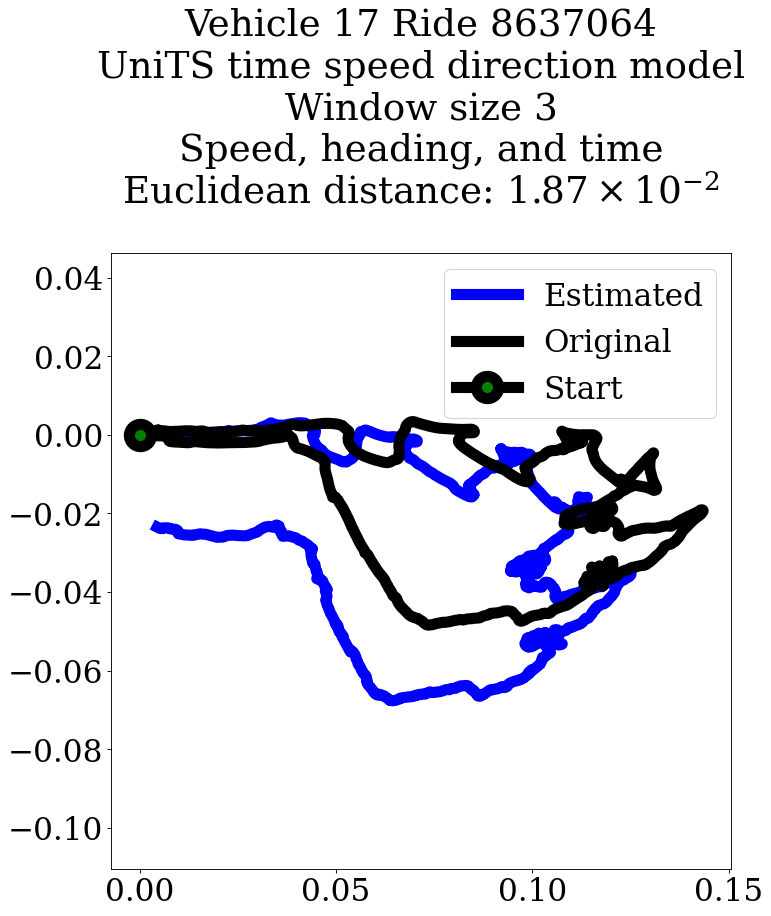 Vehicle 17 Ride 8637064
UniTS time speed direction model
Window size 3
Speed, heading, and time
Euclidean distance: 1.87 × 10⁻²
Estimated
Original
Start
0.04
0.02
0.00
−0.02
−0.04
−0.06
−0.08
−0.10
0.00 0.05 0.10 0.15